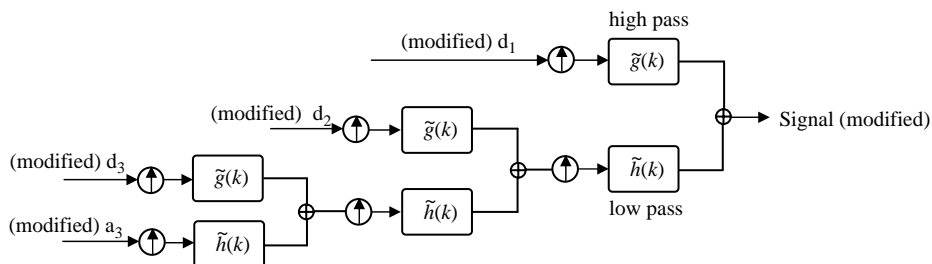 high pass
(modified) d₁
g̃(k)
(modified) d₂
g̃(k)
Signal (modified)
(modified) d₃
g̃(k)
h̃(k)
h̃(k)
low pass
(modified) a₃
h̃(k)